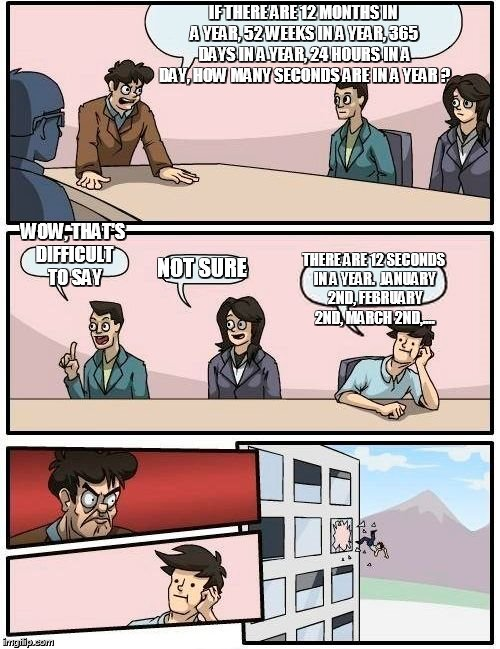 IF THERE ARE 12 MONTHS IN
A YEAR, 52 WEEKS IN A YEAR, 365
DAYS IN A YEAR, 24 HOURS IN A
DAY, HOW MANY SECONDS ARE IN A YEAR ?
WOW, THAT'S
DIFFICULT
TO SAY
NOT SURE
THERE ARE 12 SECONDS
IN A YEAR. JANUARY
2ND, FEBRUARY
2ND, MARCH 2ND,....
imgflip.com